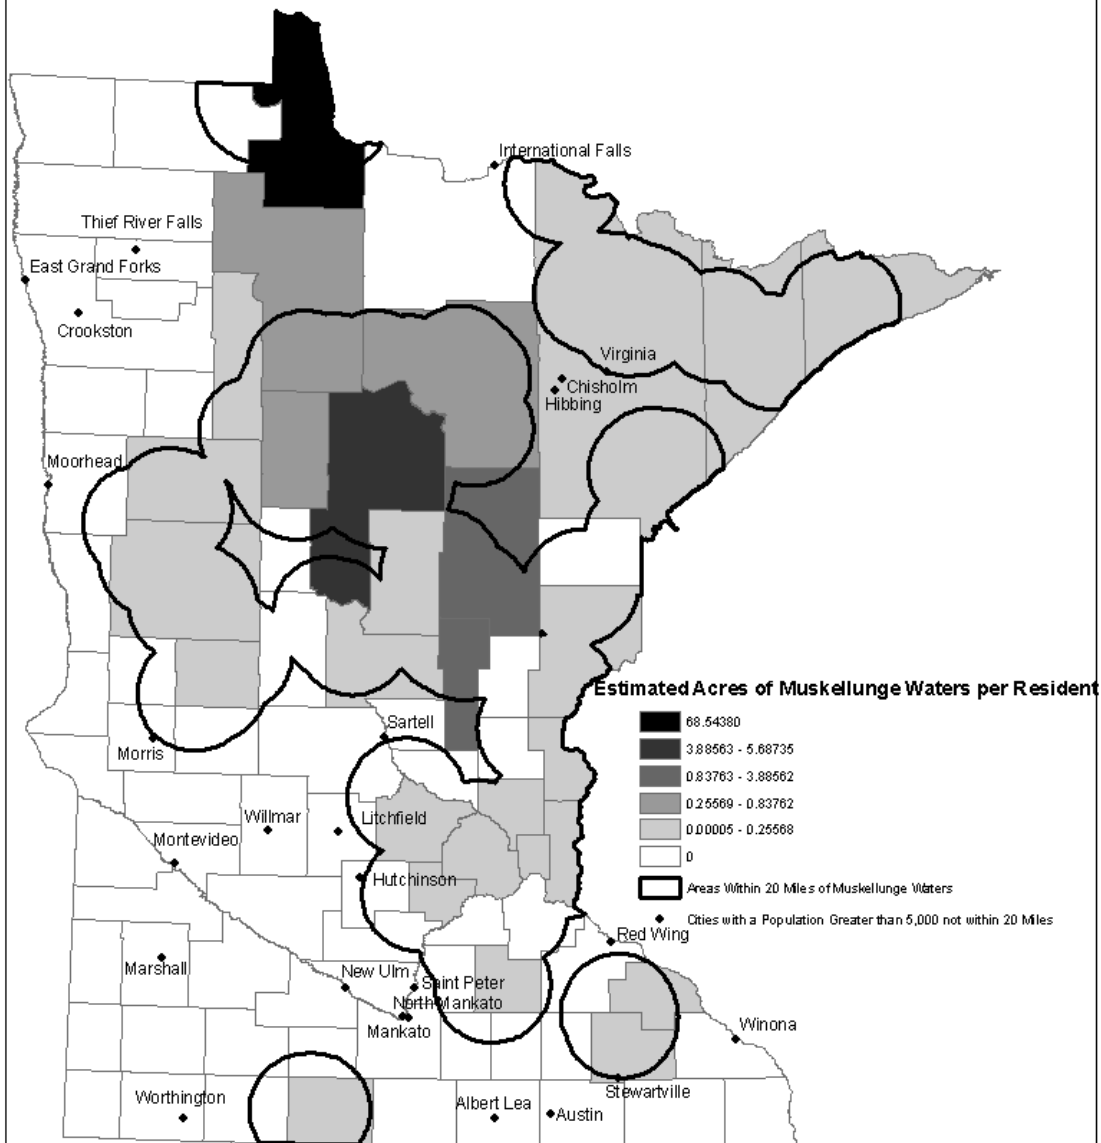 International Falls
Thief River Falls
East Grand Forks
Crookston
Virginia
Chisholm
Hibbing
Moorhead
Estimated Acres of Muskellunge Waters per Resident
68.54380
3.88563 - 5.68735
0.83763 - 3.88562
0.25569 - 0.83762
0.00005 - 0.25568
0
Areas Within 20 Miles of Muskellunge Waters
Cities with a Population Greater than 5,000 not within 20 Miles
Sartell
Morris
Willmar
Litchfield
Montevideo
Hutchinson
Red Wing
Marshall
New Ulm
Saint Peter
North Mankato
Mankato
Winona
Stewartville
Worthington
Albert Lea
Austin